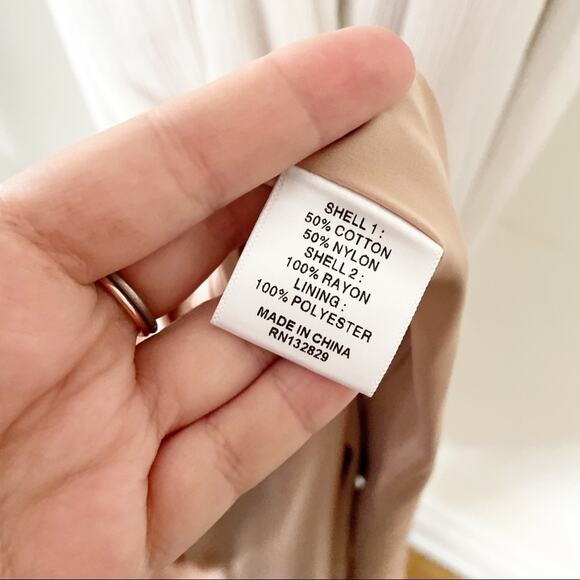 SHELL 1 :
50% COTTON
50% NYLON
SHELL 2 :
100% RAYON
LINING :
100% POLYESTER
MADE IN CHINA
RN132829